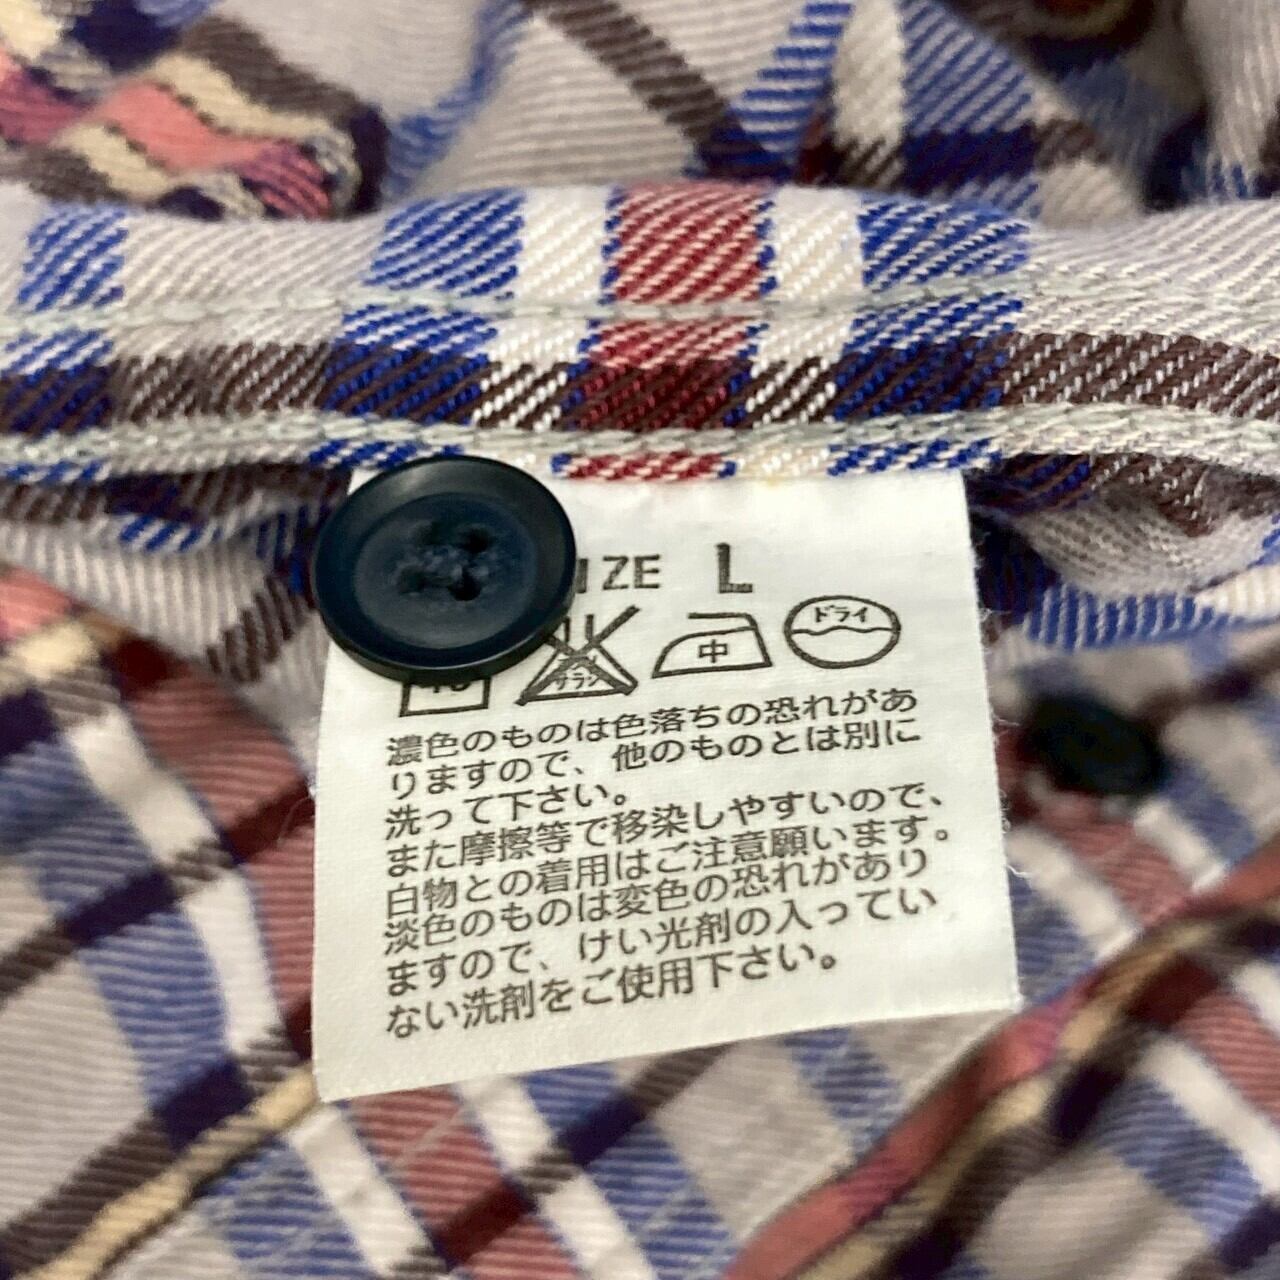 IZE L
ドライ
中
サラシ
濃色のものは色落ちの恐れがあ
りますので、他のものとは別に
洗って下さい。
また摩擦等で移染しやすいので、
白物との着用はご注意願います。
淡色のものは変色の恐れがあり
ますので、けい光剤の入ってい
ない洗剤をご使用下さい。